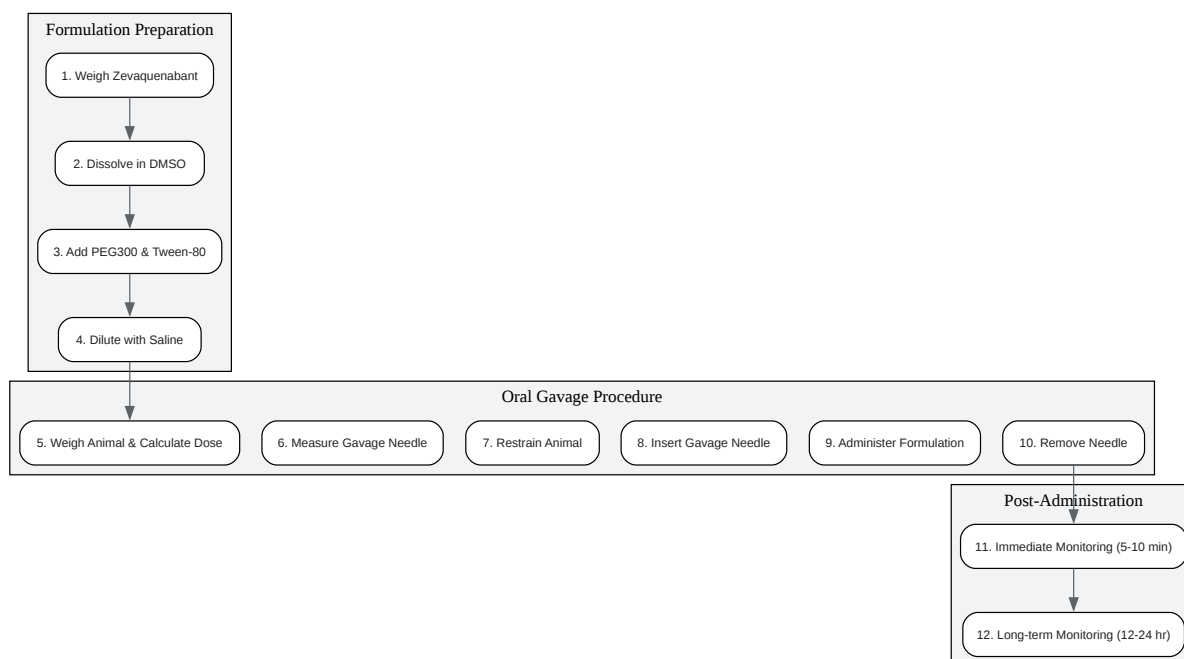 Formulation Preparation
1. Weigh Zevaquenabant
2. Dissolve in DMSO
3. Add PEG300 & Tween-80
4. Dilute with Saline
Oral Gavage Procedure
5. Weigh Animal & Calculate Dose
6. Measure Gavage Needle
7. Restrain Animal
8. Insert Gavage Needle
9. Administer Formulation
10. Remove Needle
Post-Administration
11. Immediate Monitoring (5-10 min)
12. Long-term Monitoring (12-24 hr)